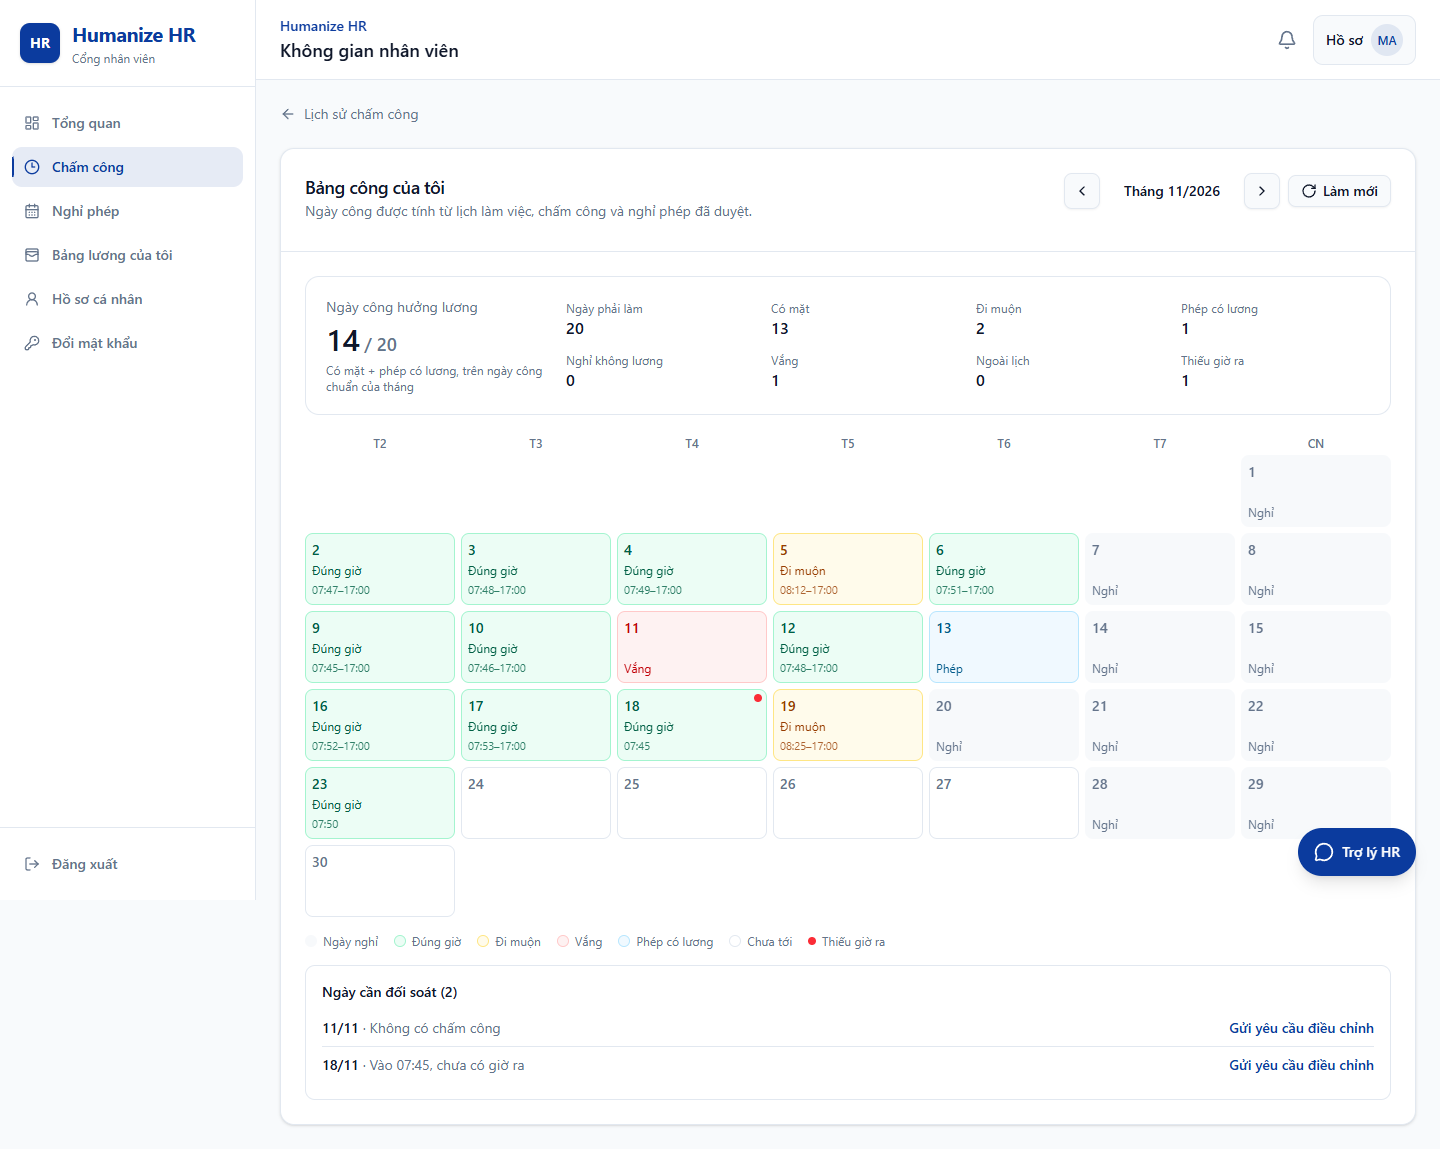 HR
Humanize HR
Cổng nhân viên
Tổng quan
Chấm công
Nghỉ phép
Bảng lương của tôi
Hồ sơ cá nhân
Đổi mật khẩu
Đăng xuất
Humanize HR
Không gian nhân viên
Hồ sơ MA
Lịch sử chấm công
Bảng công của tôi
Ngày công được tính từ lịch làm việc, chấm công và nghỉ phép đã duyệt.
Tháng 11/2026
Làm mới
Ngày công hưởng lương
14 / 20
Có mặt + phép có lương, trên ngày công
chuẩn của tháng
Ngày phải làm
20
Có mặt
13
Đi muộn
2
Phép có lương
1
Nghỉ không lương
0
Vắng
1
Ngoài lịch
0
Thiếu giờ ra
1
T2 T3 T4 T5 T6 T7 CN
1
Nghỉ
2
Đúng giờ
07:47–17:00
3
Đúng giờ
07:48–17:00
4
Đúng giờ
07:49–17:00
5
Đi muộn
08:12–17:00
6
Đúng giờ
07:51–17:00
7
Nghỉ
8
Nghỉ
9
Đúng giờ
07:45–17:00
10
Đúng giờ
07:46–17:00
11
Vắng
12
Đúng giờ
07:48–17:00
13
Phép
14
Nghỉ
15
Nghỉ
16
Đúng giờ
07:52–17:00
17
Đúng giờ
07:53–17:00
18
Đúng giờ
07:45
19
Đi muộn
08:25–17:00
20
Nghỉ
21
Nghỉ
22
Nghỉ
23
Đúng giờ
07:50
24
25
26
27
28
Nghỉ
29
Nghỉ
30
Trợ lý HR
Ngày nghỉ Đúng giờ Đi muộn Vắng Phép có lương Chưa tới Thiếu giờ ra
Ngày cần đối soát (2)
11/11 · Không có chấm công Gửi yêu cầu điều chỉnh
18/11 · Vào 07:45, chưa có giờ ra Gửi yêu cầu điều chỉnh